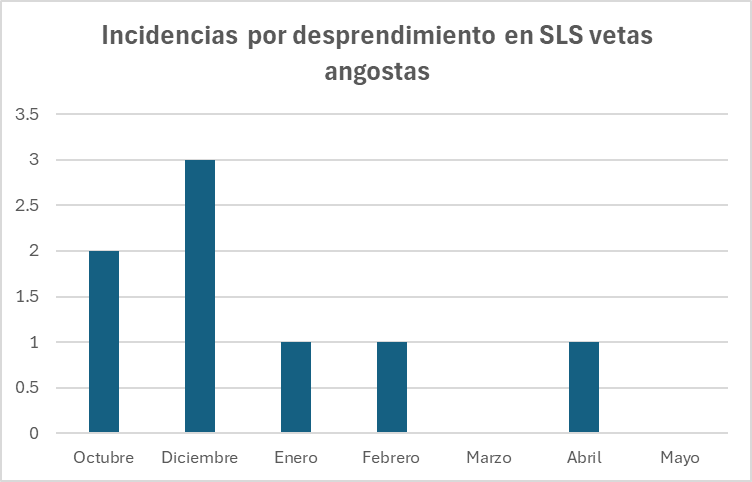 Incidencias por desprendimiento en SLS vetas
angostas
3.5
3
2.5
2
1.5
1
0.5
0
Octubre Diciembre Enero Febrero Marzo Abril Mayo